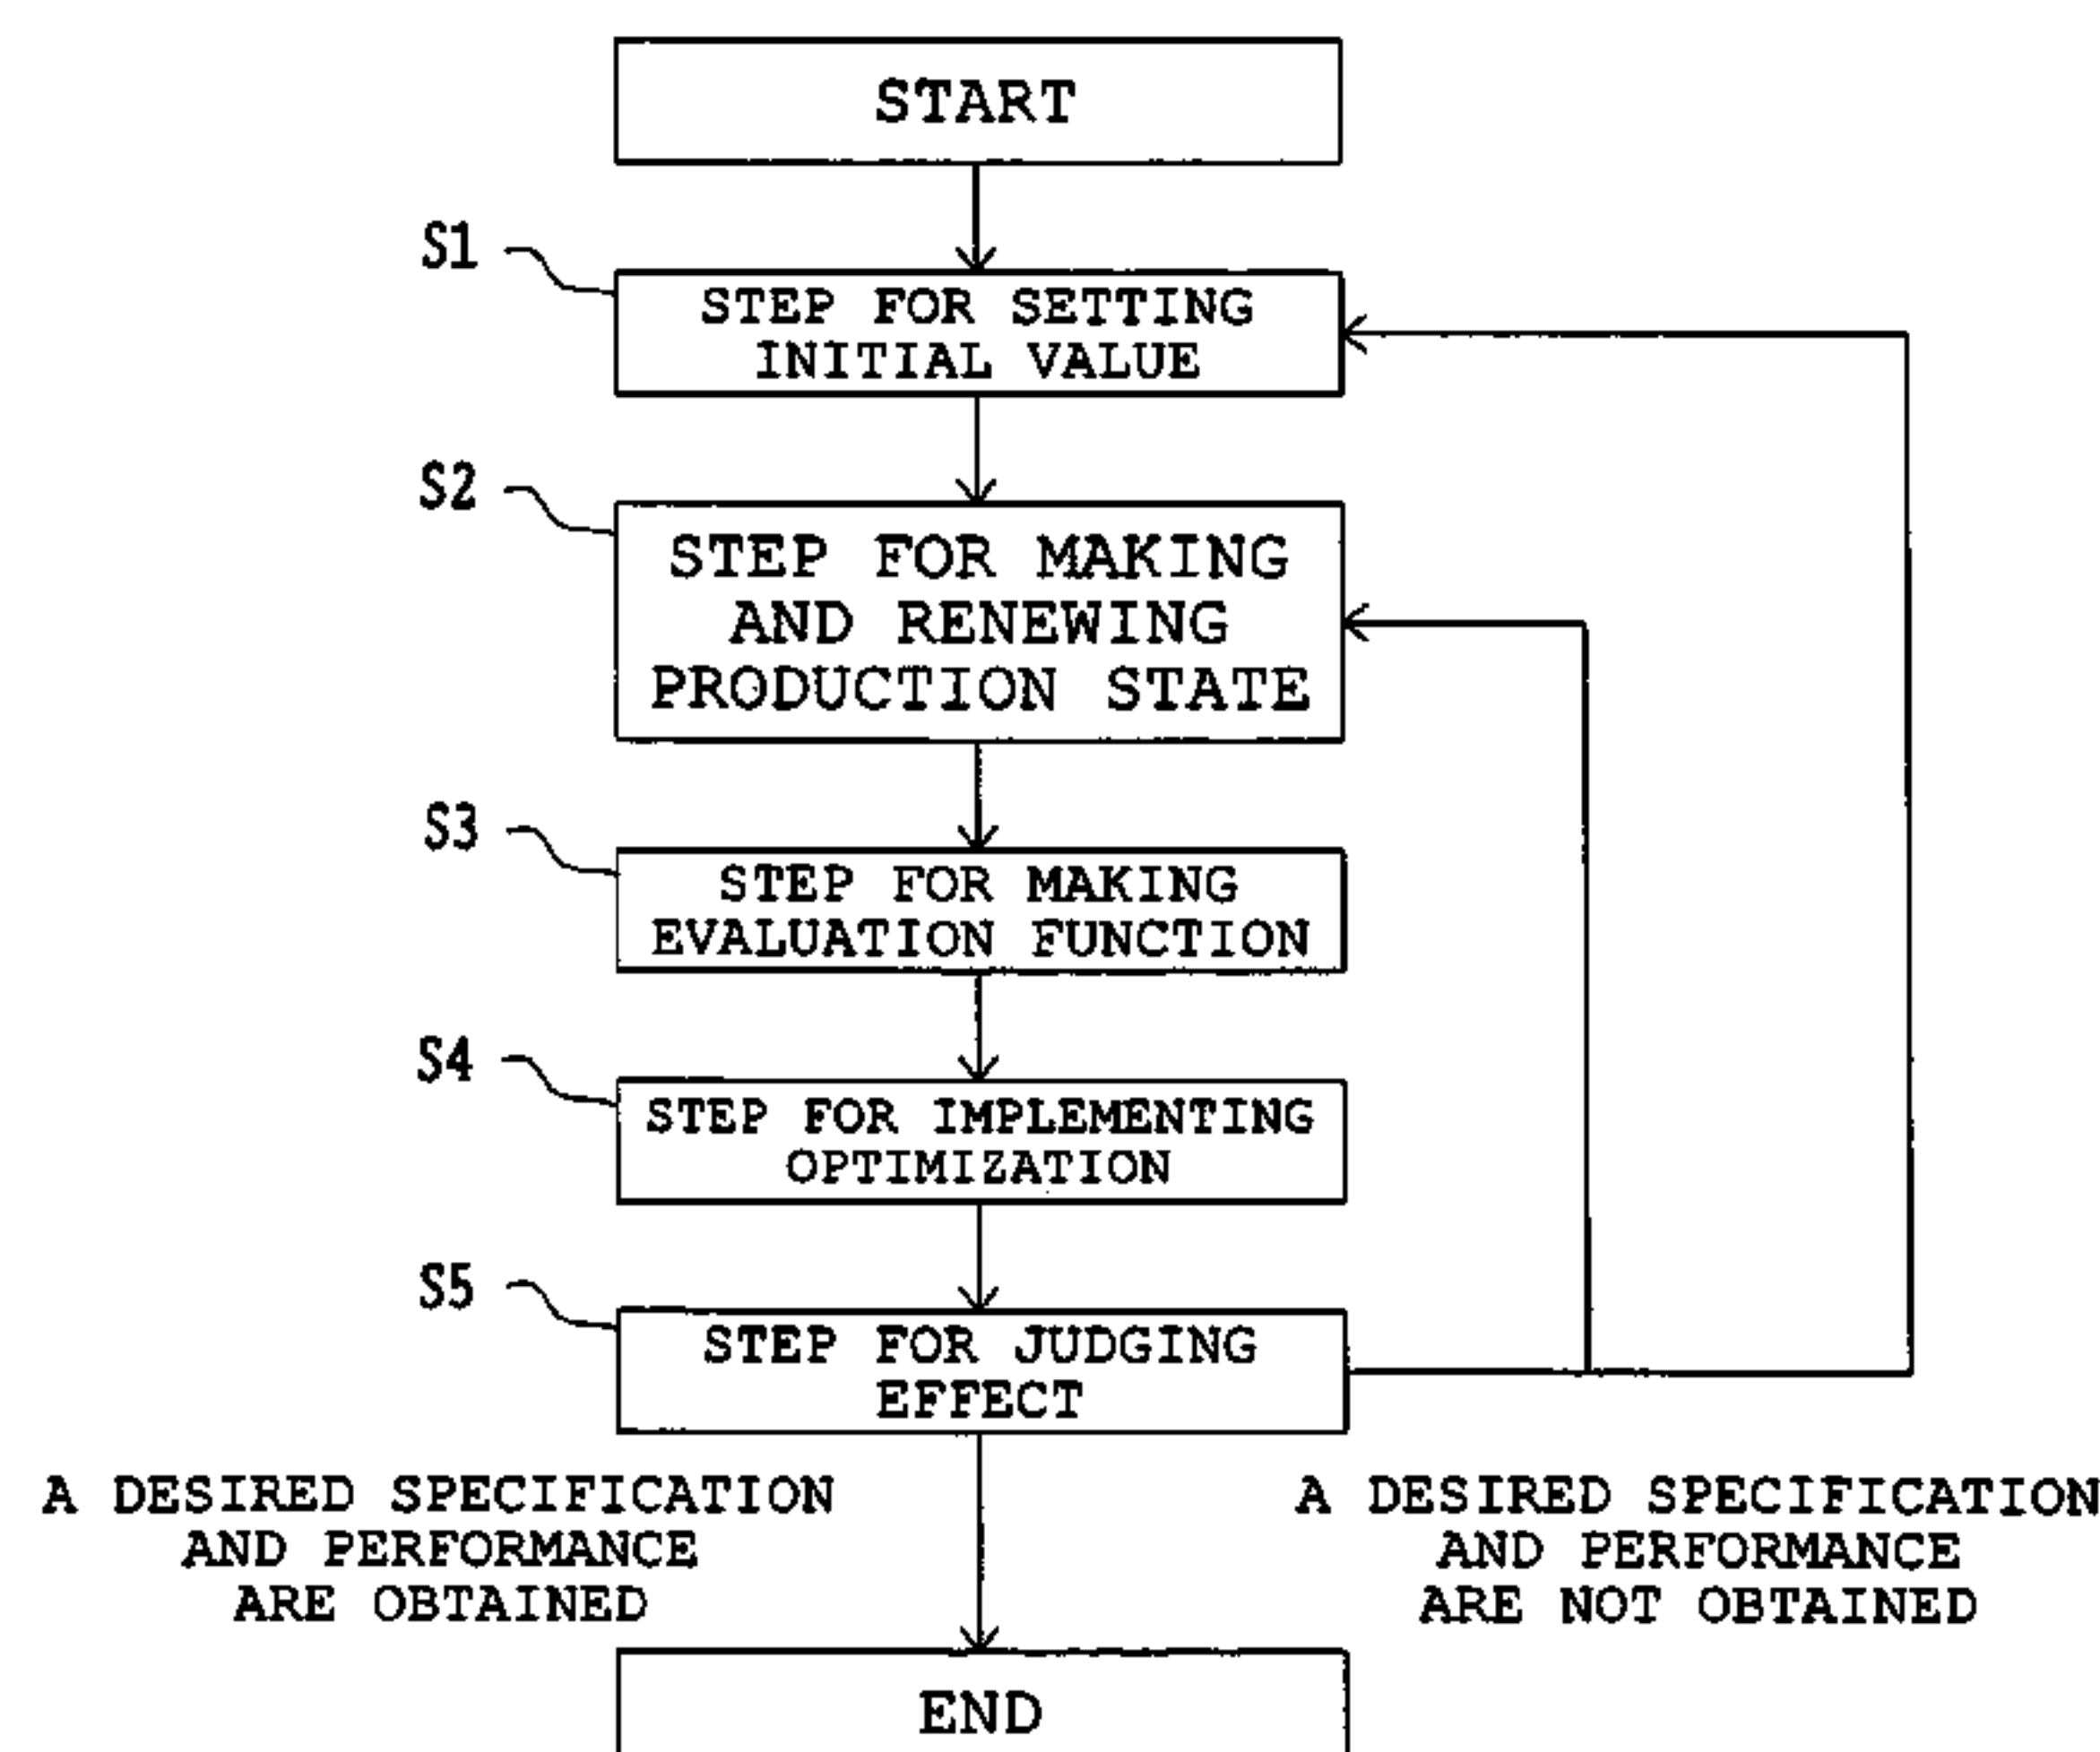 START
S1
STEP FOR SETTING
INITIAL VALUE
S2
STEP FOR MAKING
AND RENEWING
PRODUCTION STATE
S3
STEP FOR MAKING
EVALUATION FUNCTION
S4
STEP FOR IMPLEMENTING
OPTIMIZATION
S5
STEP FOR JUDGING
EFFECT
A DESIRED SPECIFICATION
AND PERFORMANCE
ARE OBTAINED
A DESIRED SPECIFICATION
AND PERFORMANCE
ARE NOT OBTAINED
END